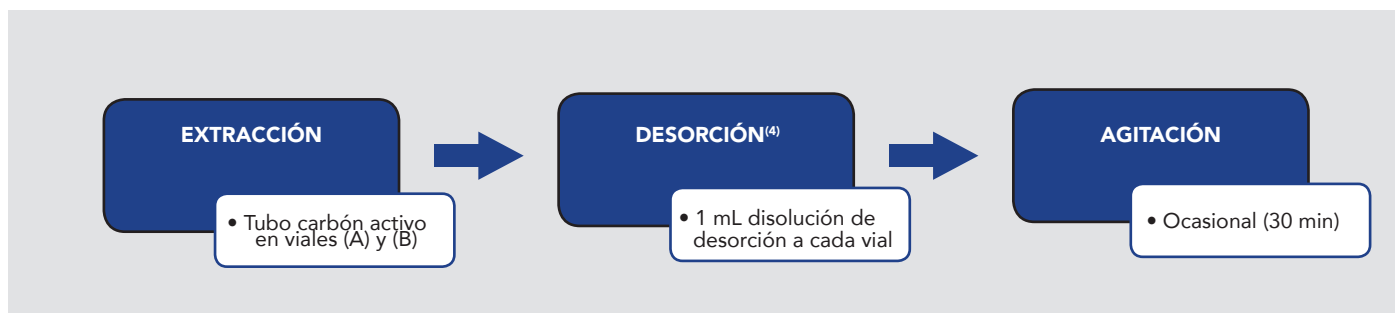 EXTRACCIÓN
• Tubo carbón activo
en viales (A) y (B)
DESORCIÓN(4)
• 1 mL disolución de
desorción a cada vial
AGITACIÓN
• Ocasional (30 min)